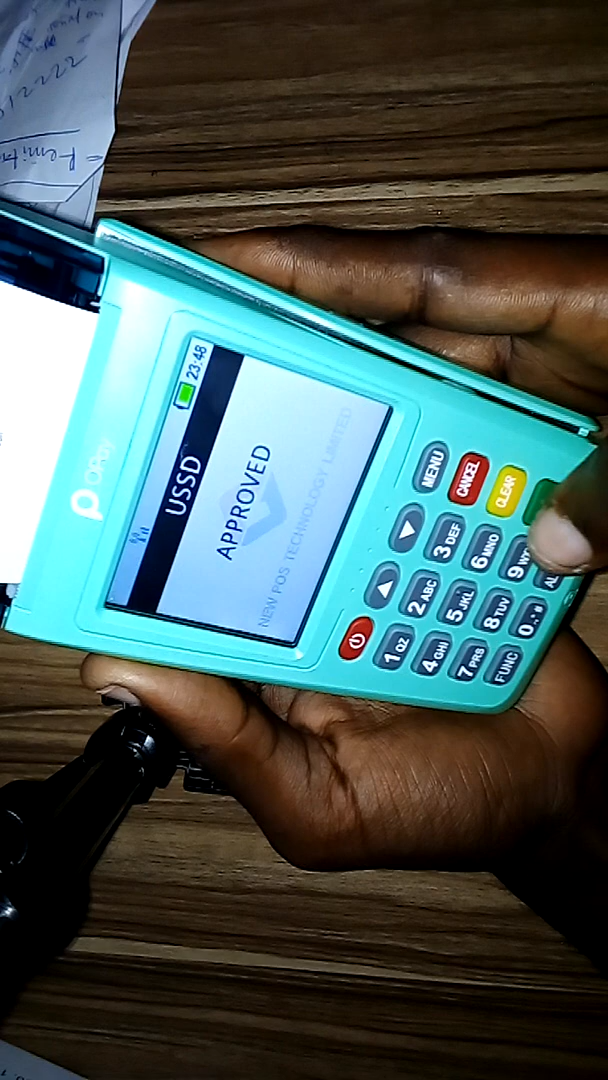 OPay
23:48
USSD
APPROVED
NEW POS TECHNOLOGY LIMITED
MENU
CANCEL
CLEAR
1 QZ
2 ABC
3 DEF
4 GHI
5 JKL
6 MNO
7 PRS
8 TUV
9
FUNC
0